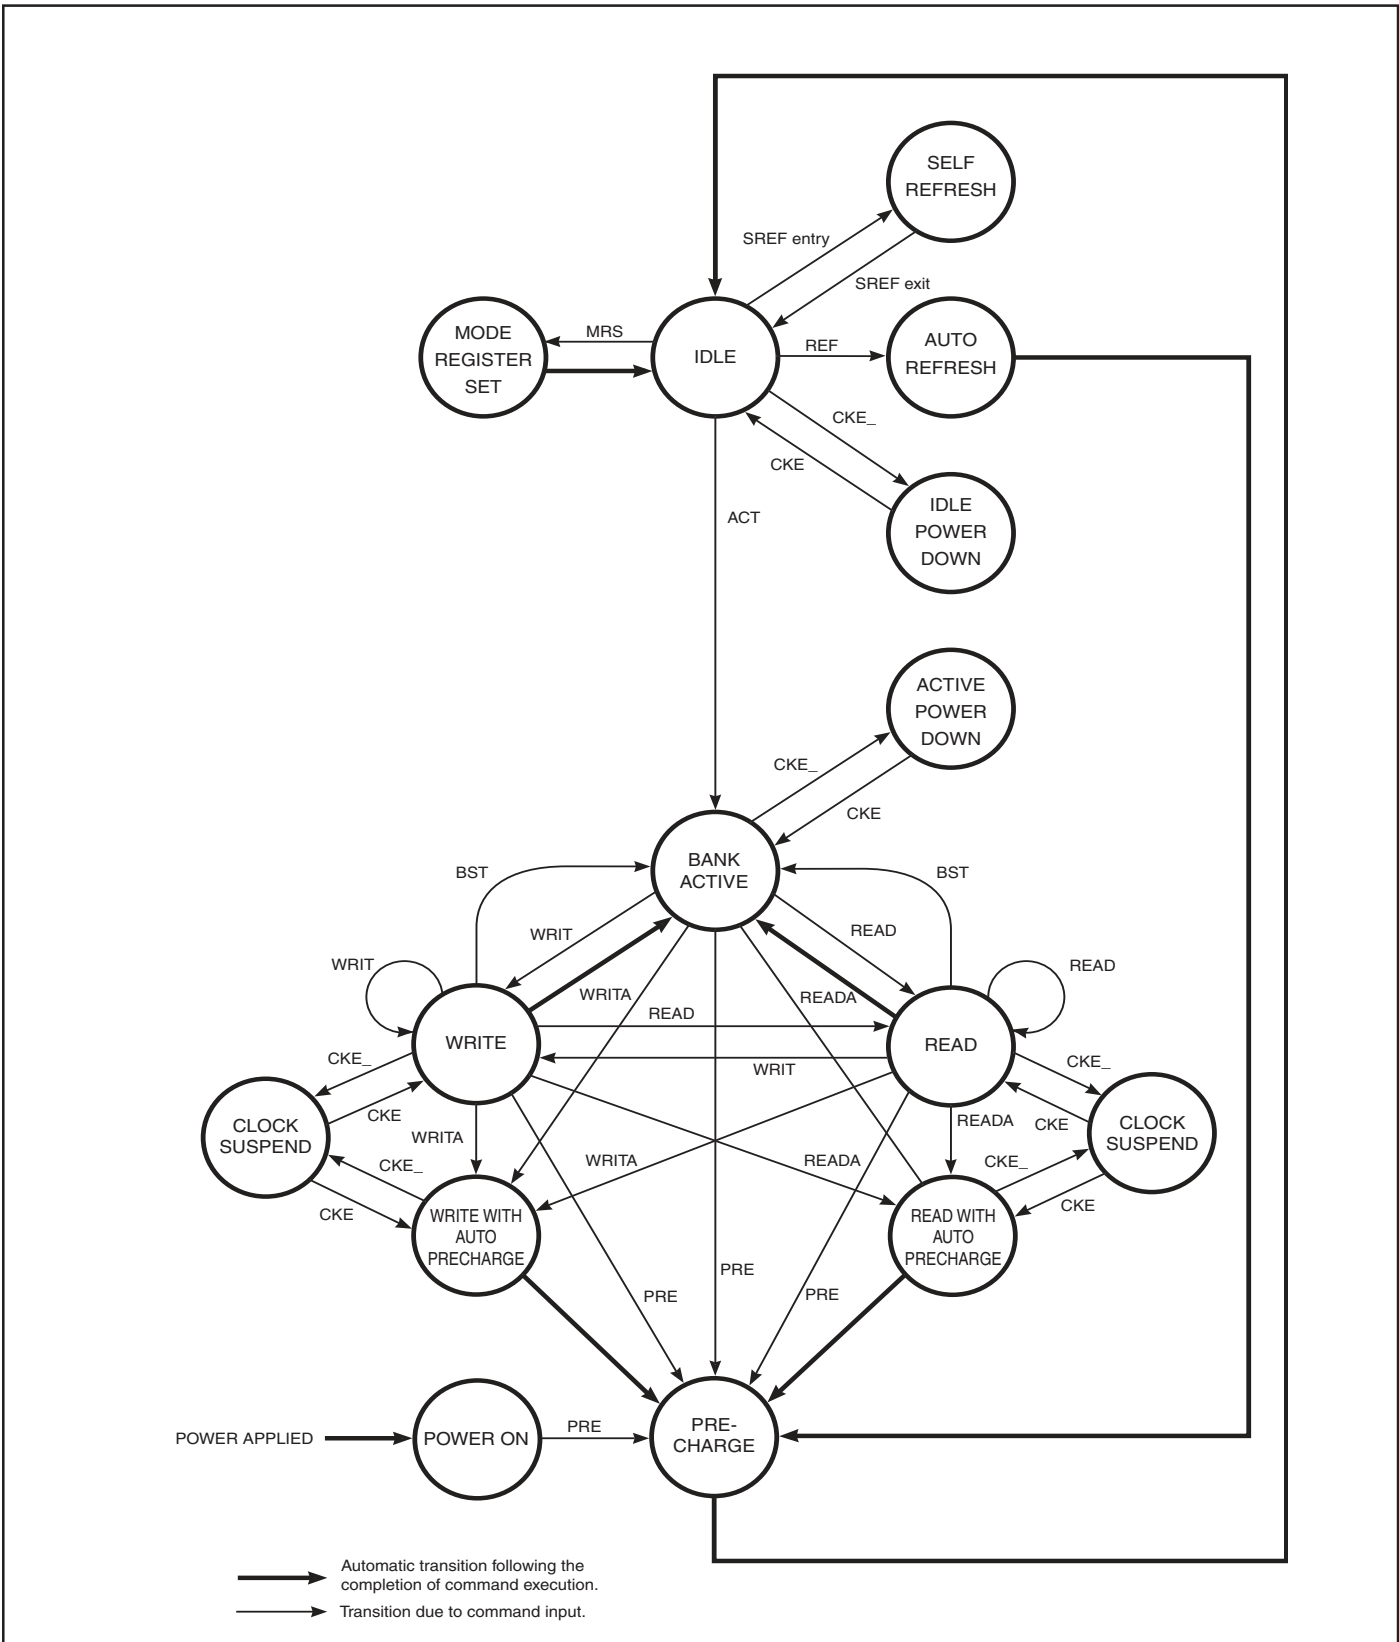 SELF
REFRESH
SREF entry
SREF exit
MODE
REGISTER
SET
MRS
IDLE
REF
AUTO
REFRESH
CKE_
CKE
IDLE
POWER
DOWN
ACT
ACTIVE
POWER
DOWN
CKE_
CKE
BANK
ACTIVE
BST
BST
WRIT
READ
WRIT
WRITA
READA
READ
READ
WRITE
READ
WRIT
CKE_
CKE_
CLOCK
SUSPEND
CKE
WRITA
READA
CKE
CLOCK
SUSPEND
CKE_
WRITA
READA
CKE_
CKE
CKE
WRITE WITH
AUTO
PRECHARGE
READ WITH
AUTO
PRECHARGE
PRE
PRE
PRE
POWER APPLIED
POWER ON
PRE
PRE-
CHARGE
Automatic transition following the
completion of command execution.
Transition due to command input.